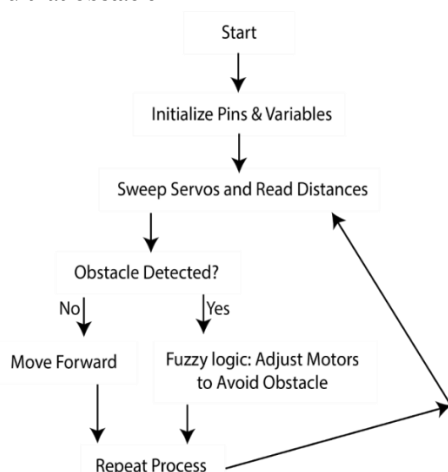 Start
Initialize Pins & Variables
Sweep Servos and Read Distances
Obstacle Detected?
No
Yes
Move Forward
Fuzzy logic: Adjust Motors
to Avoid Obstacle
Repeat Process